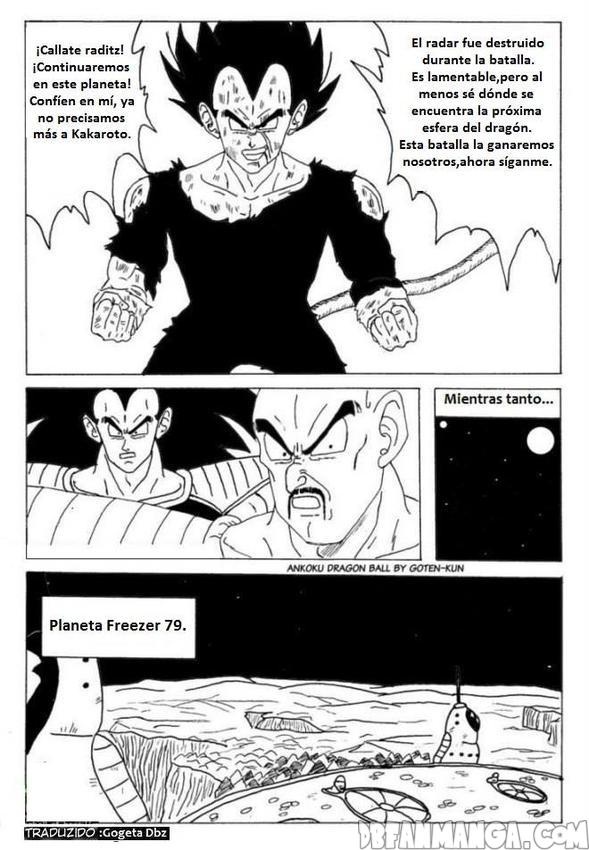 ¡Callate raditz!
¡Continuaremos
en este planeta!
Confíen en mí, ya
no precisamos
más a Kakaroto.
El radar fue destruido
durante la batalla.
Es lamentable,pero al
menos sé dónde se
encuentra la próxima
esfera del dragón.
Esta batalla la ganaremos
nosotros,ahora síganme.
Mientras tanto...
ANKOKU DRAGON BALL BY GOTEN-KUN
Planeta Freezer 79.
TRADUZIDO :Gogeta Dbz
DBFANMANGA.COM